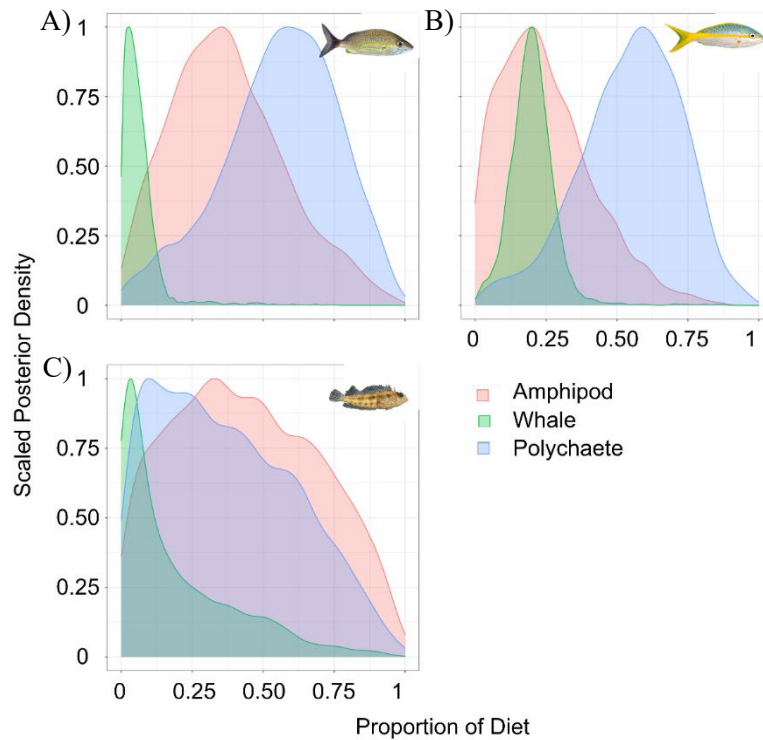 A)
1
0.75
0.50
0.25
0
B)
0 0.25 0.50 0.75 1
C)
1
0.75
0.50
0.25
0
0 0.25 0.50 0.75 1
Scaled Posterior Density
Proportion of Diet
Amphipod
Whale
Polychaete